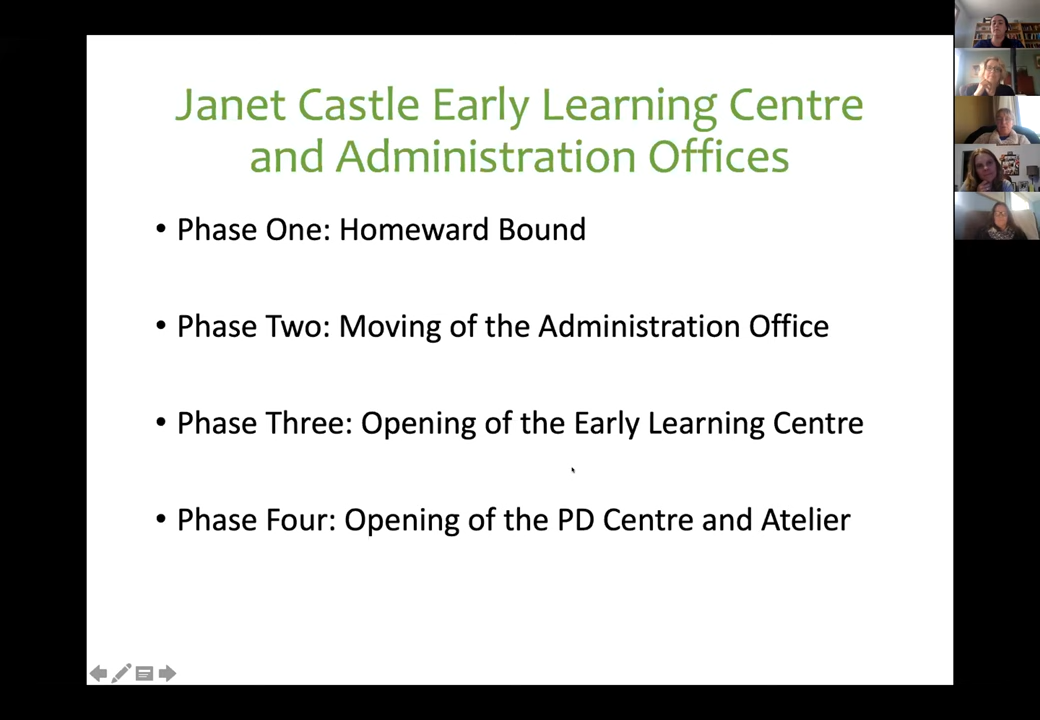 Janet Castle Early Learning Centre
and Administration Offices
• Phase One: Homeward Bound
• Phase Two: Moving of the Administration Office
• Phase Three: Opening of the Early Learning Centre
• Phase Four: Opening of the PD Centre and Atelier